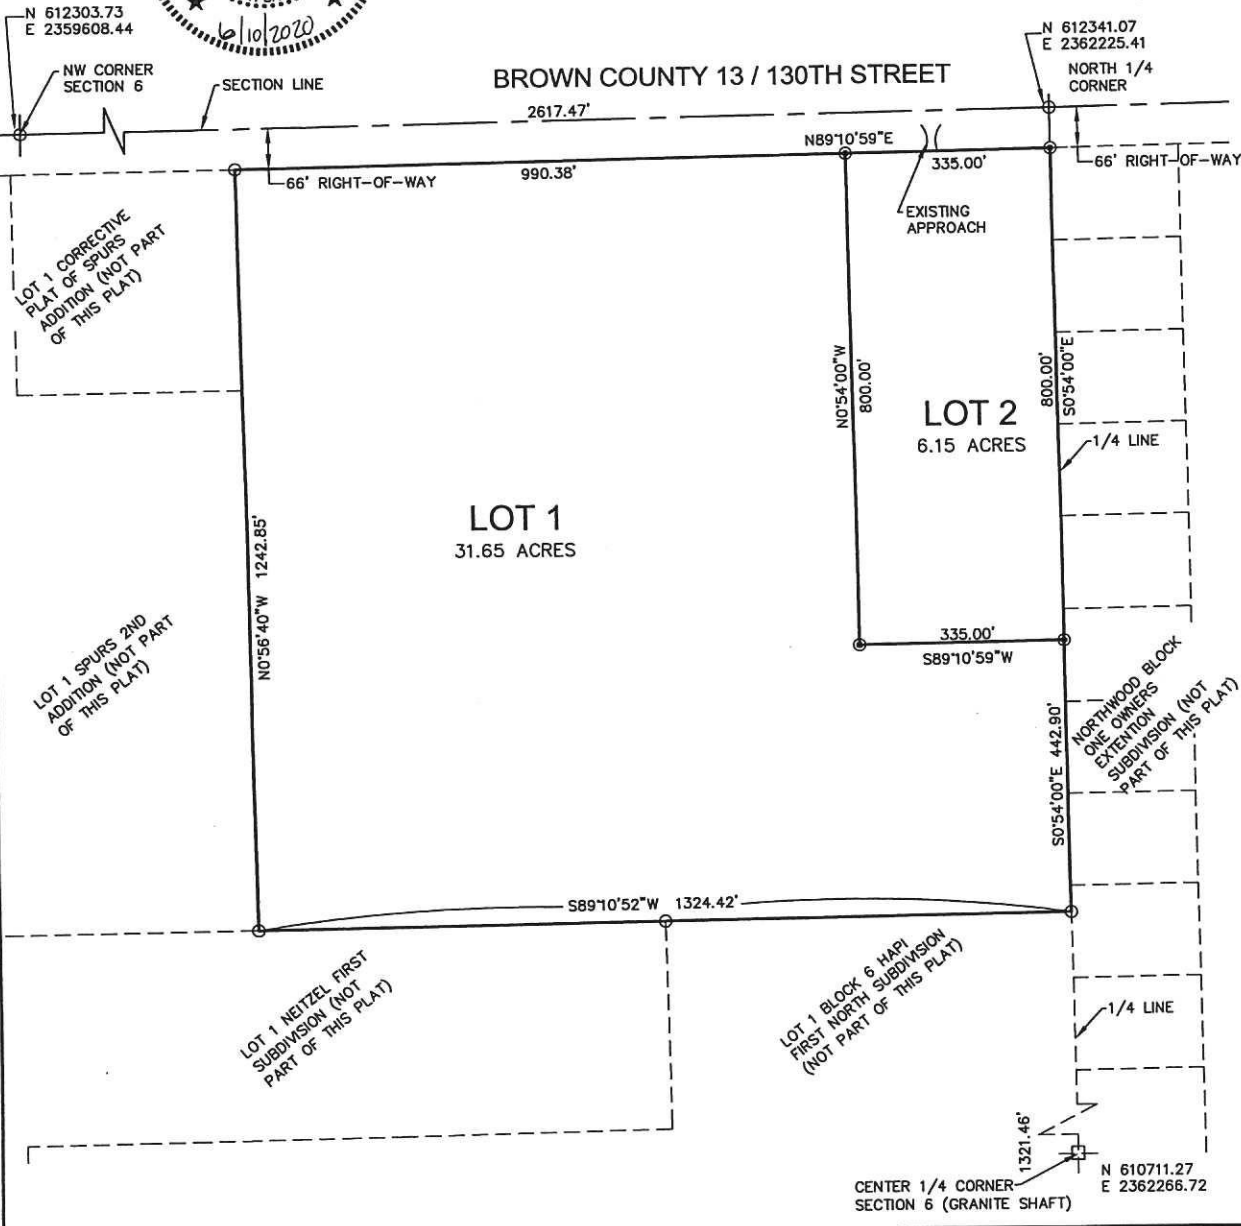 N 612303.73
E 2359608.44
6/10/2020
NW CORNER
SECTION 6
SECTION LINE
BROWN COUNTY 13 / 130TH STREET
2617.47'
N 612341.07
E 2362225.41
NORTH 1/4
CORNER
66' RIGHT-OF-WAY
990.38'
N89°10'59"E
335.00'
66' RIGHT-OF-WAY
EXISTING
APPROACH
LOT 1 CORRECTIVE
PLAT OF SPURS
ADDITION (NOT PART
OF THIS PLAT)
N0°54'00"W
800.00'
800.00'
S0°54'00"E
LOT 2
6.15 ACRES
1/4 LINE
LOT 1
31.65 ACRES
N0°56'40"W 1242.85'
335.00'
S89°10'59"W
LOT 1 SPURS 2ND
ADDITION (NOT PART
OF THIS PLAT)
S0°54'00"E 442.90'
NORTHWOOD BLOCK
ONE OWNERS
EXTENTION
SUBDIVISION (NOT
PART OF THIS PLAT)
S89°10'52"W 1324.42'
LOT 1 NEITZEL FIRST
SUBDIVISION (NOT
PART OF THIS PLAT)
LOT 1 BLOCK 6 HAPI
FIRST NORTH SUBDIVISION
(NOT PART OF THIS PLAT)
1/4 LINE
1321.46'
CENTER 1/4 CORNER
SECTION 6 (GRANITE SHAFT)
N 610711.27
E 2362266.72